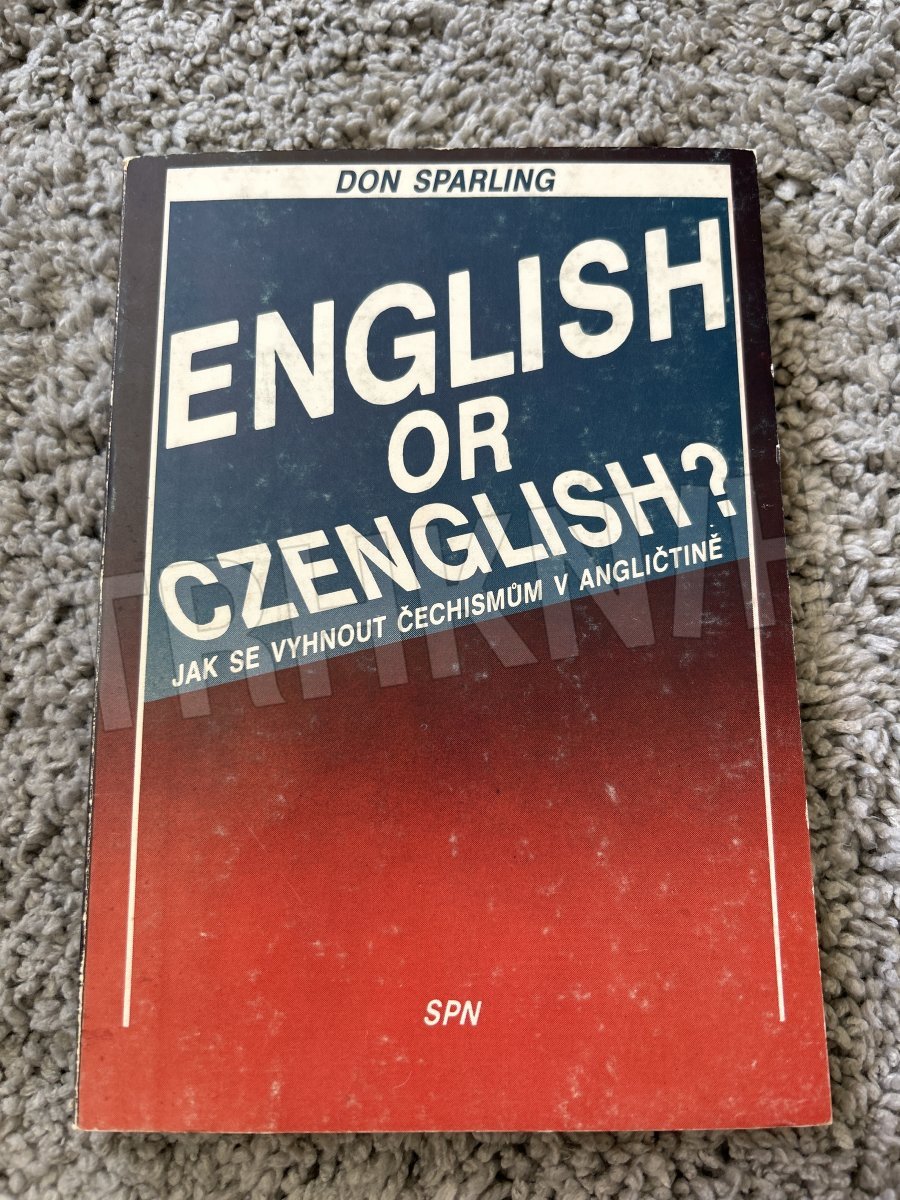 DON SPARLING
ENGLISH
OR
CZENGLISH?
JAK SE VYHNOUT ČECHISMŮM V ANGLIČTINĚ
SPN